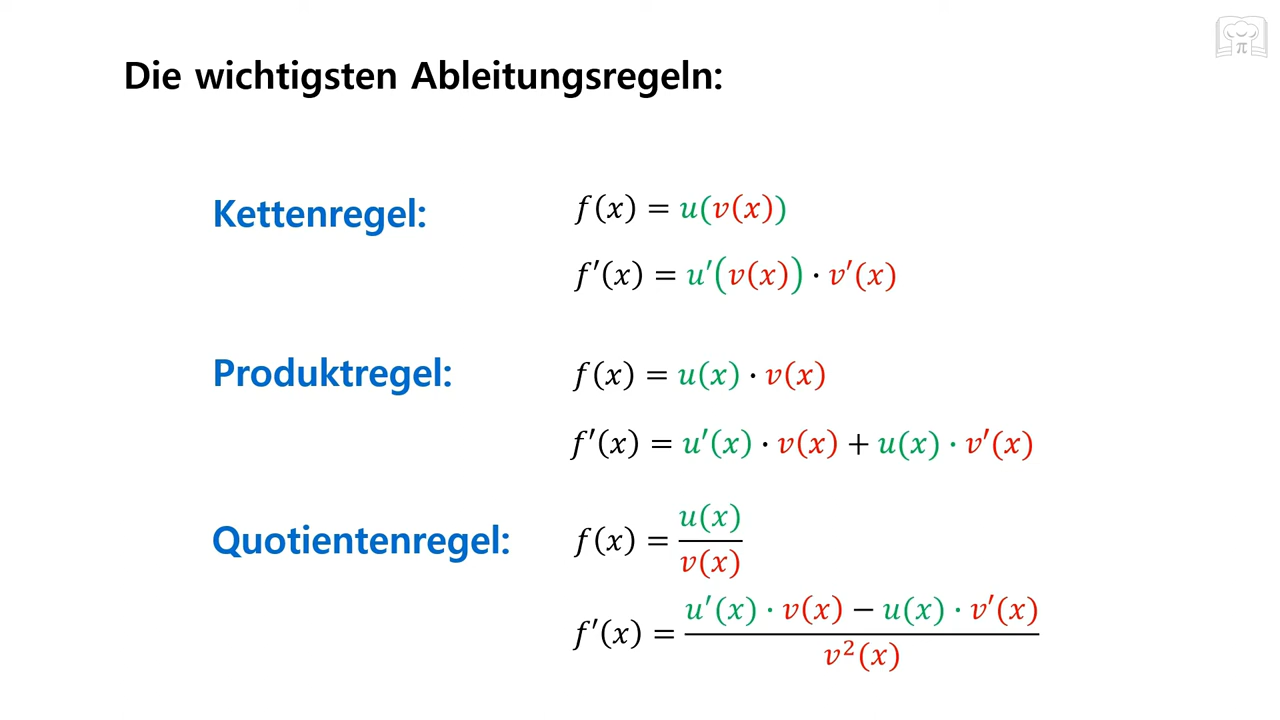 Die wichtigsten Ableitungsregeln:
Kettenregel: f(x) = u(v(x))
f′(x) = u′(v(x)) · v′(x)
Produktregel: f(x) = u(x) · v(x)
f′(x) = u′(x) · v(x) + u(x) · v′(x)
Quotientenregel: f(x) = u(x)/v(x)
f′(x) = (u′(x) · v(x) − u(x) · v′(x))/v²(x)
π